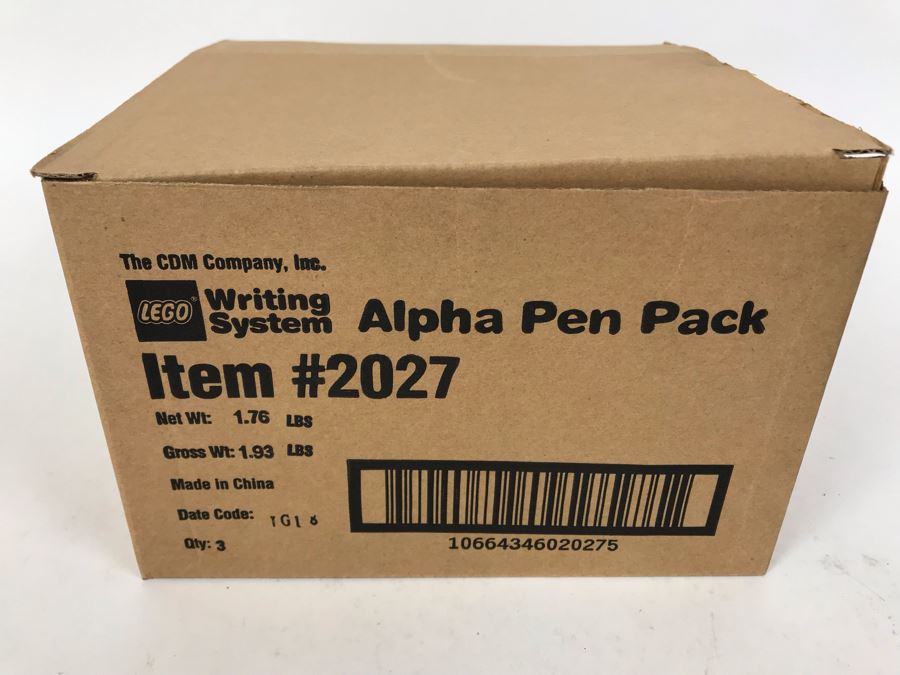 The CDM Company, Inc.
LEGO® Writing System Alpha Pen Pack
Item #2027
Net Wt: 1.76 LBS
Gross Wt: 1.93 LBS
Made in China
Date Code:
Qty: 3
10664346020275